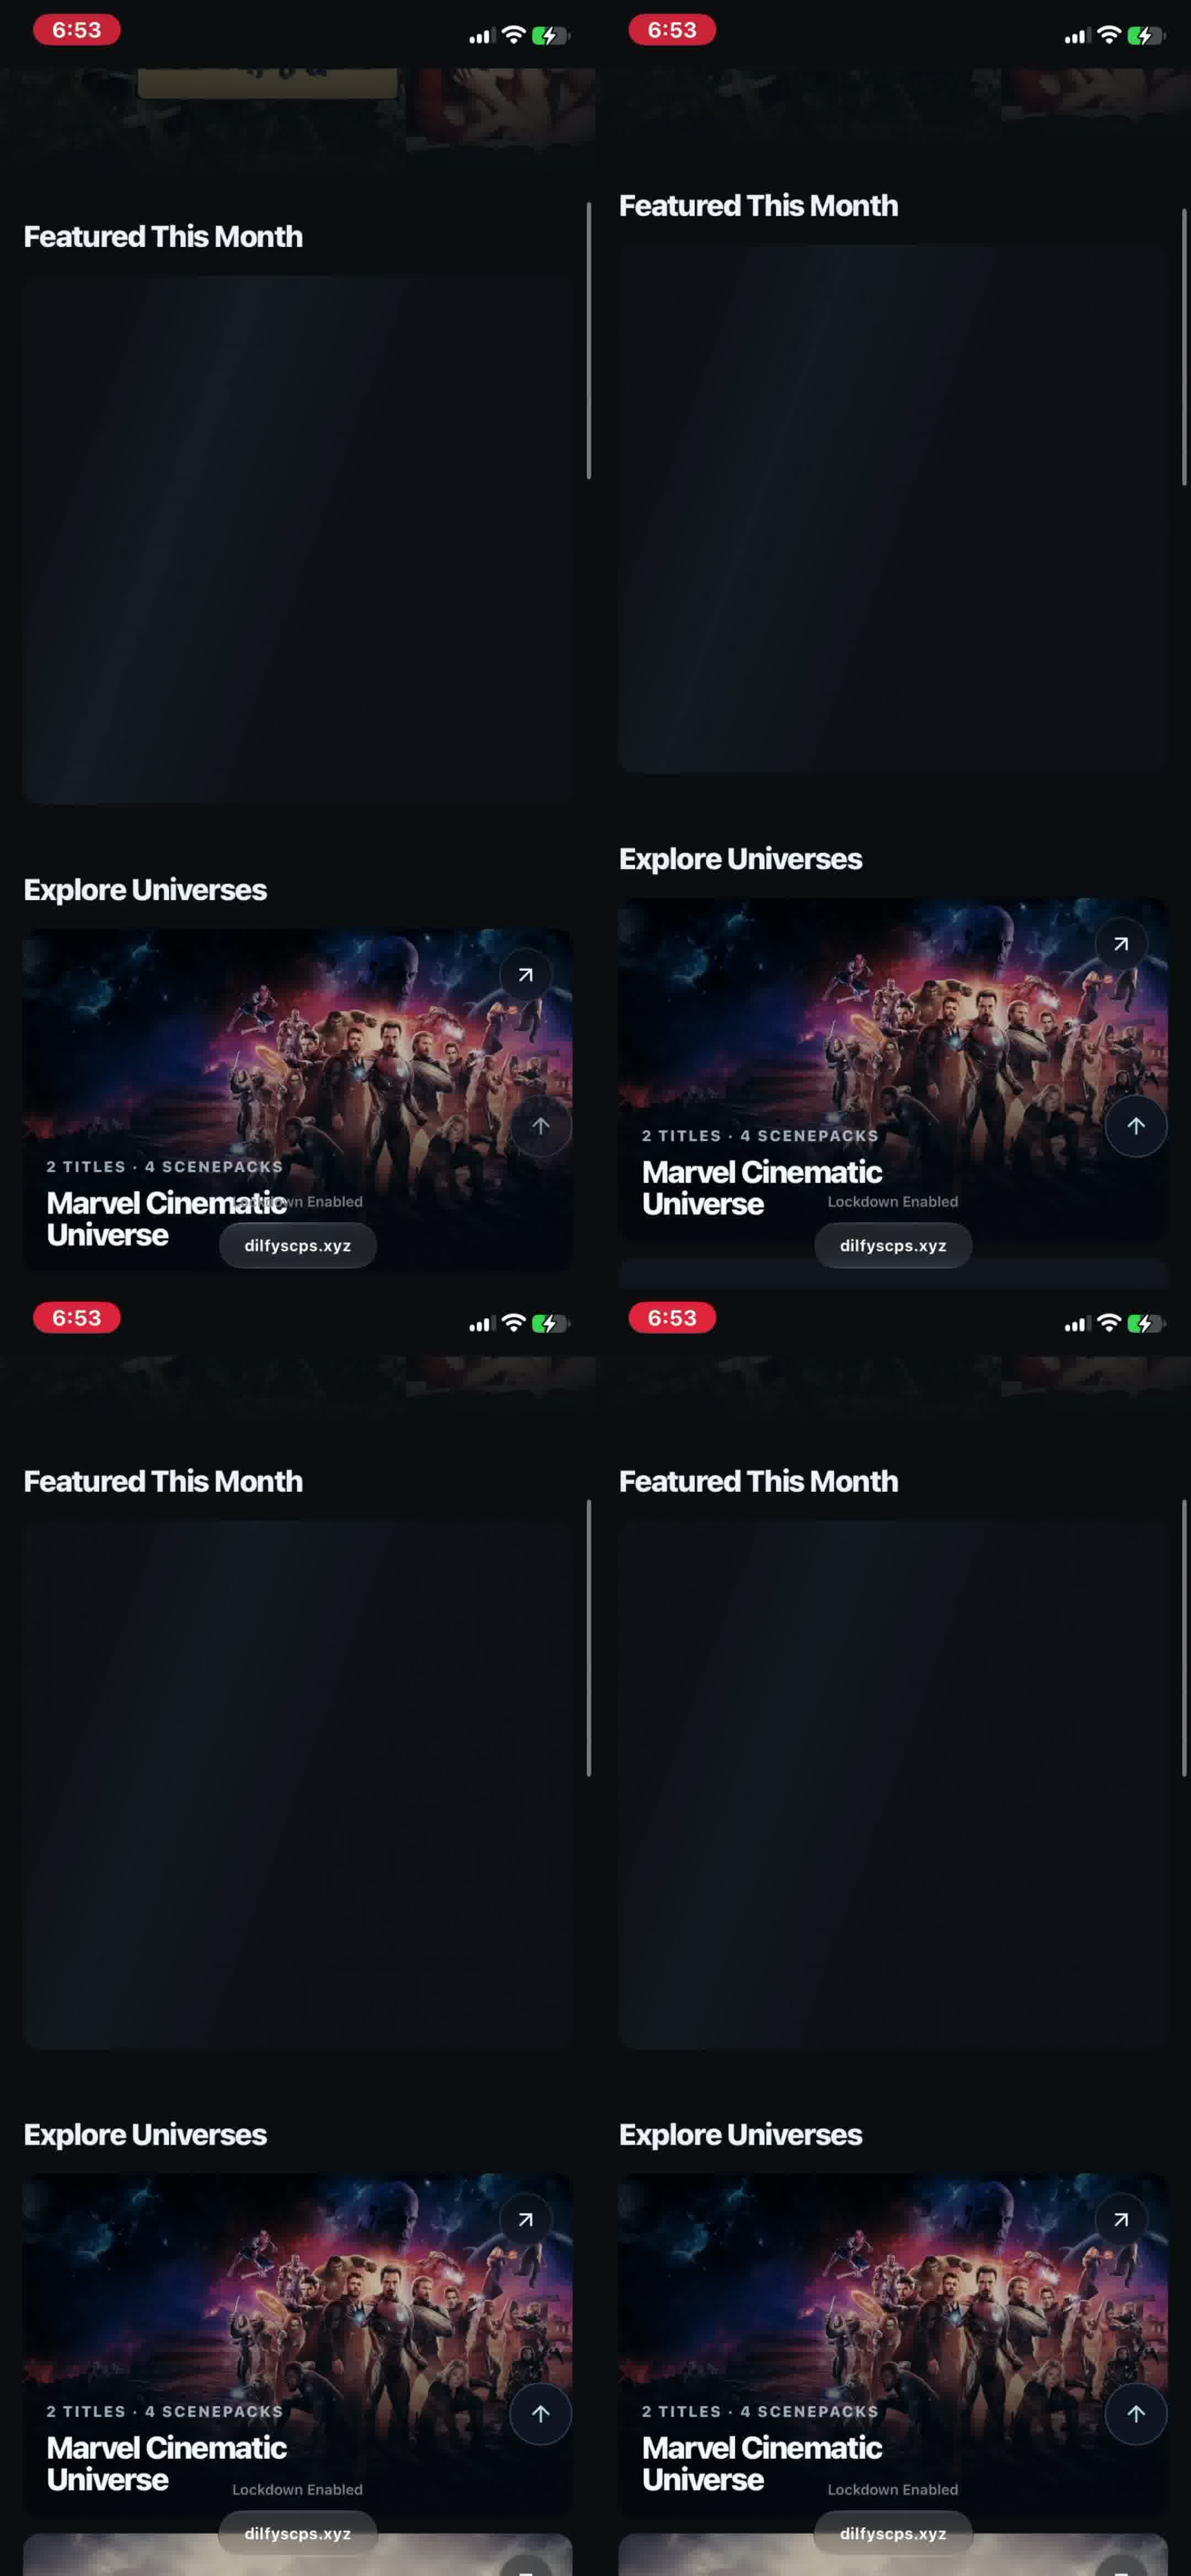 6:53
Featured This Month
Explore Universes
2 TITLES · 4 SCENEPACKS
Marvel Cinematic
Universe
Lockdown Enabled
dilfyscps.xyz
6:53
Featured This Month
Explore Universes
2 TITLES · 4 SCENEPACKS
Marvel Cinematic
Universe
Lockdown Enabled
dilfyscps.xyz
6:53
Featured This Month
Explore Universes
2 TITLES · 4 SCENEPACKS
Marvel Cinematic
Universe
Lockdown Enabled
dilfyscps.xyz
6:53
Featured This Month
Explore Universes
2 TITLES · 4 SCENEPACKS
Marvel Cinematic
Universe
Lockdown Enabled
dilfyscps.xyz